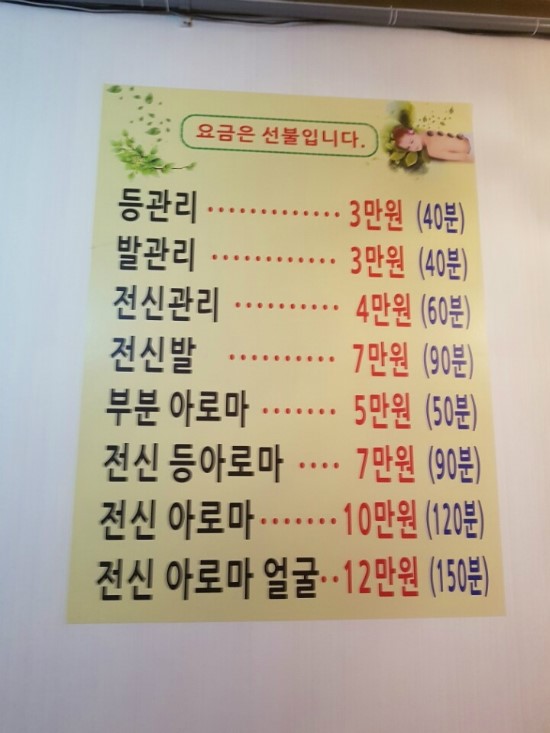 요금은 선불입니다.
등관리 ············· 3만원 (40분)
발관리 ············ 3만원 (40분)
전신관리 ·········· 4만원 (60분)
전신발 ·········· 7만원 (90분)
부분 아로마 ······· 5만원 (50분)
전신 등아로마 ···· 7만원 (90분)
전신 아로마 ······· 10만원 (120분)
전신 아로마 얼굴·· 12만원 (150분)